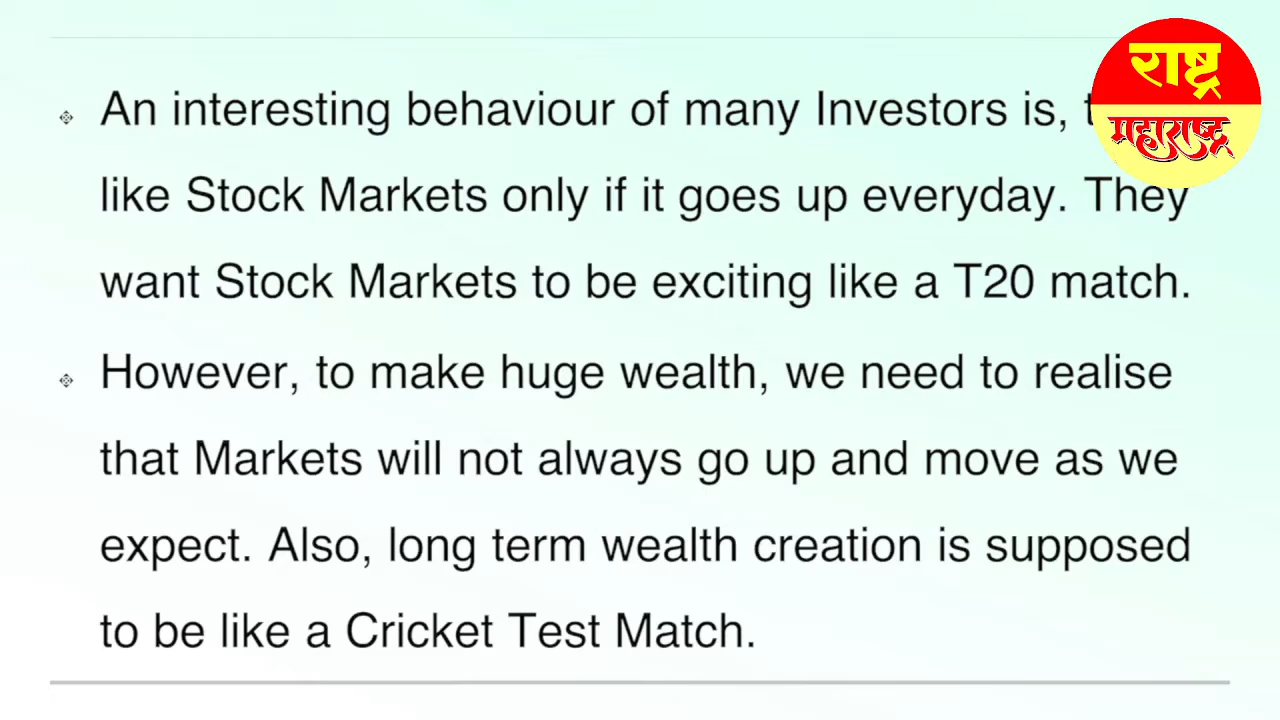 An interesting behaviour of many Investors is,
like Stock Markets only if it goes up everyday. They
want Stock Markets to be exciting like a T20 match.
However, to make huge wealth, we need to realise
that Markets will not always go up and move as we
expect. Also, long term wealth creation is supposed
to be like a Cricket Test Match.
राष्ट्र
महाराष्ट्र